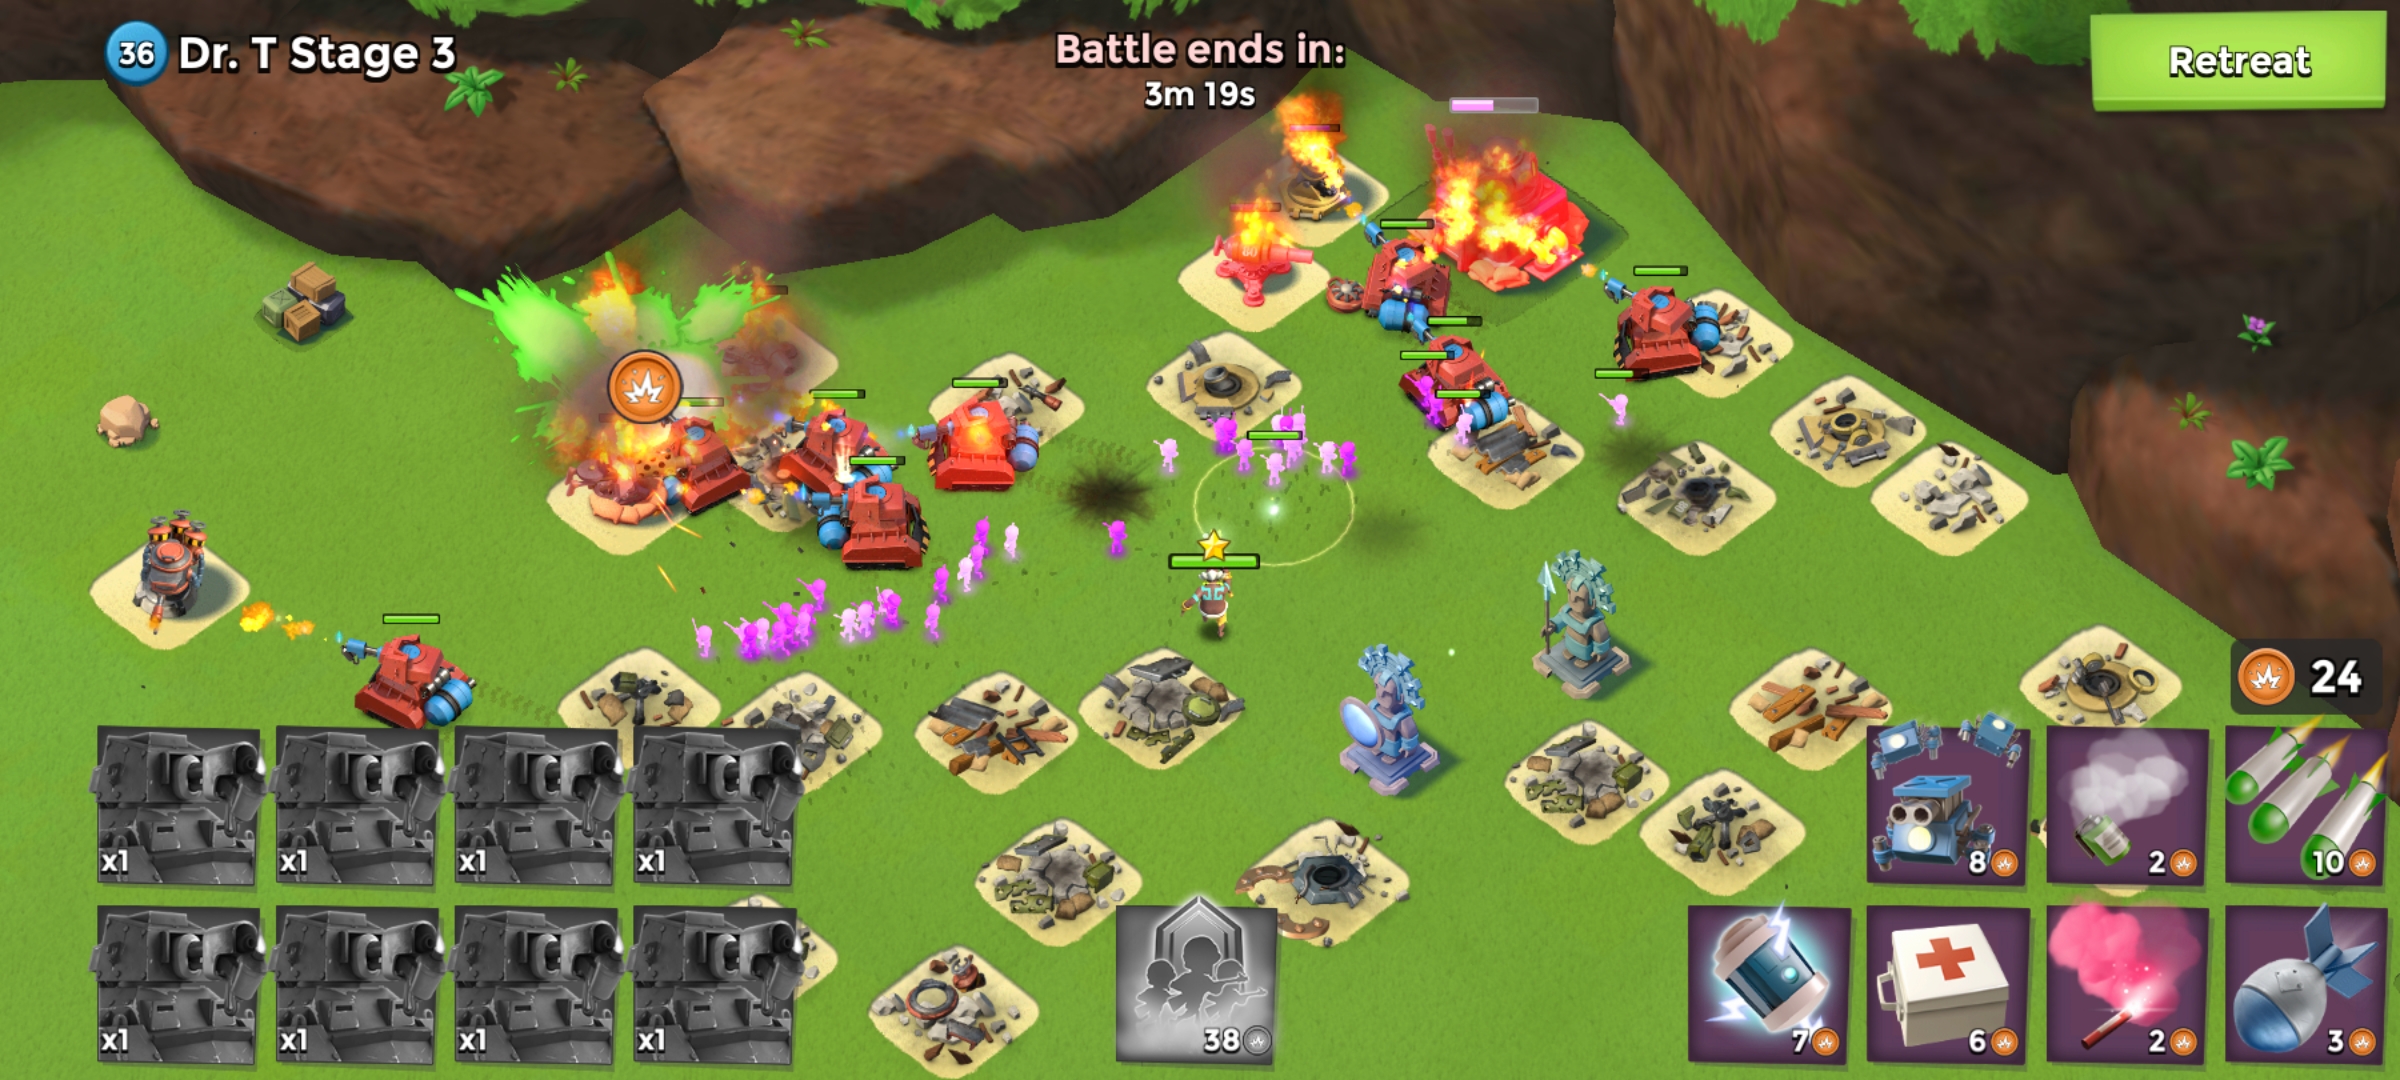 36 Dr. T Stage 3
Battle ends in:
3m 19s
Retreat
24
x1 x1 x1 x1
8 2 10
x1 x1 x1 x1
38
7 6 2 3